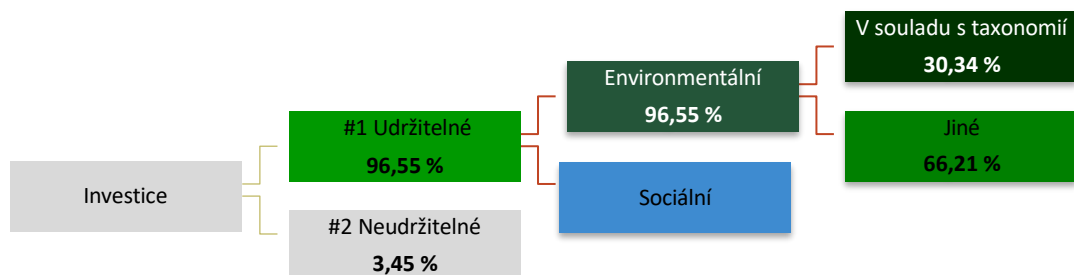 Investice
#1 Udržitelné
96,55 %
#2 Neudržitelné
3,45 %
Environmentální
96,55 %
Sociální
V souladu s taxonomií
30,34 %
Jiné
66,21 %